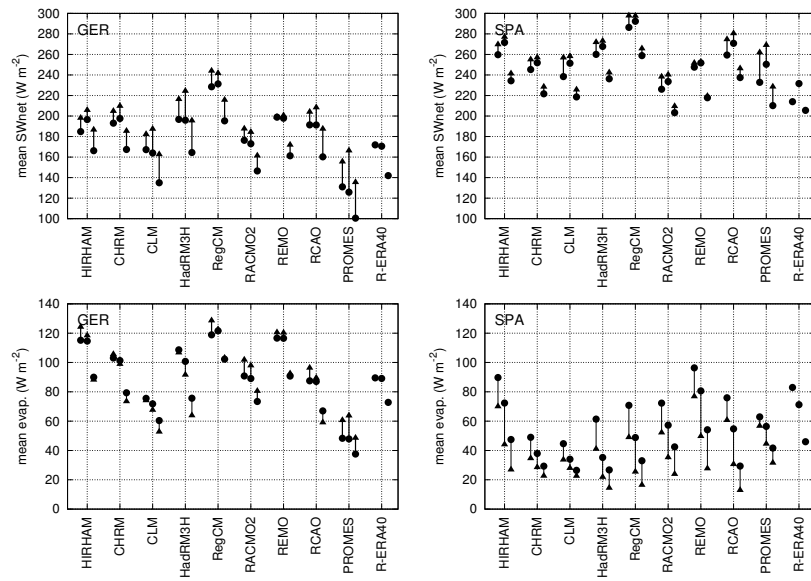 GER
mean SWnet (W m-2)
300
280
260
240
220
200
180
160
140
120
100
HIRHAM
CHRM
CLM
HadRM3H
RegCM
RACMO2
REMO
RCAO
PROMES
R-ERA40
SPA
mean SWnet (W m-2)
300
280
260
240
220
200
180
160
140
120
100
HIRHAM
CHRM
CLM
HadRM3H
RegCM
RACMO2
REMO
RCAO
PROMES
R-ERA40
GER
mean evap. (W m-2)
140
120
100
80
60
40
20
0
HIRHAM
CHRM
CLM
HadRM3H
RegCM
RACMO2
REMO
RCAO
PROMES
R-ERA40
SPA
mean evap. (W m-2)
140
120
100
80
60
40
20
0
HIRHAM
CHRM
CLM
HadRM3H
RegCM
RACMO2
REMO
RCAO
PROMES
R-ERA40